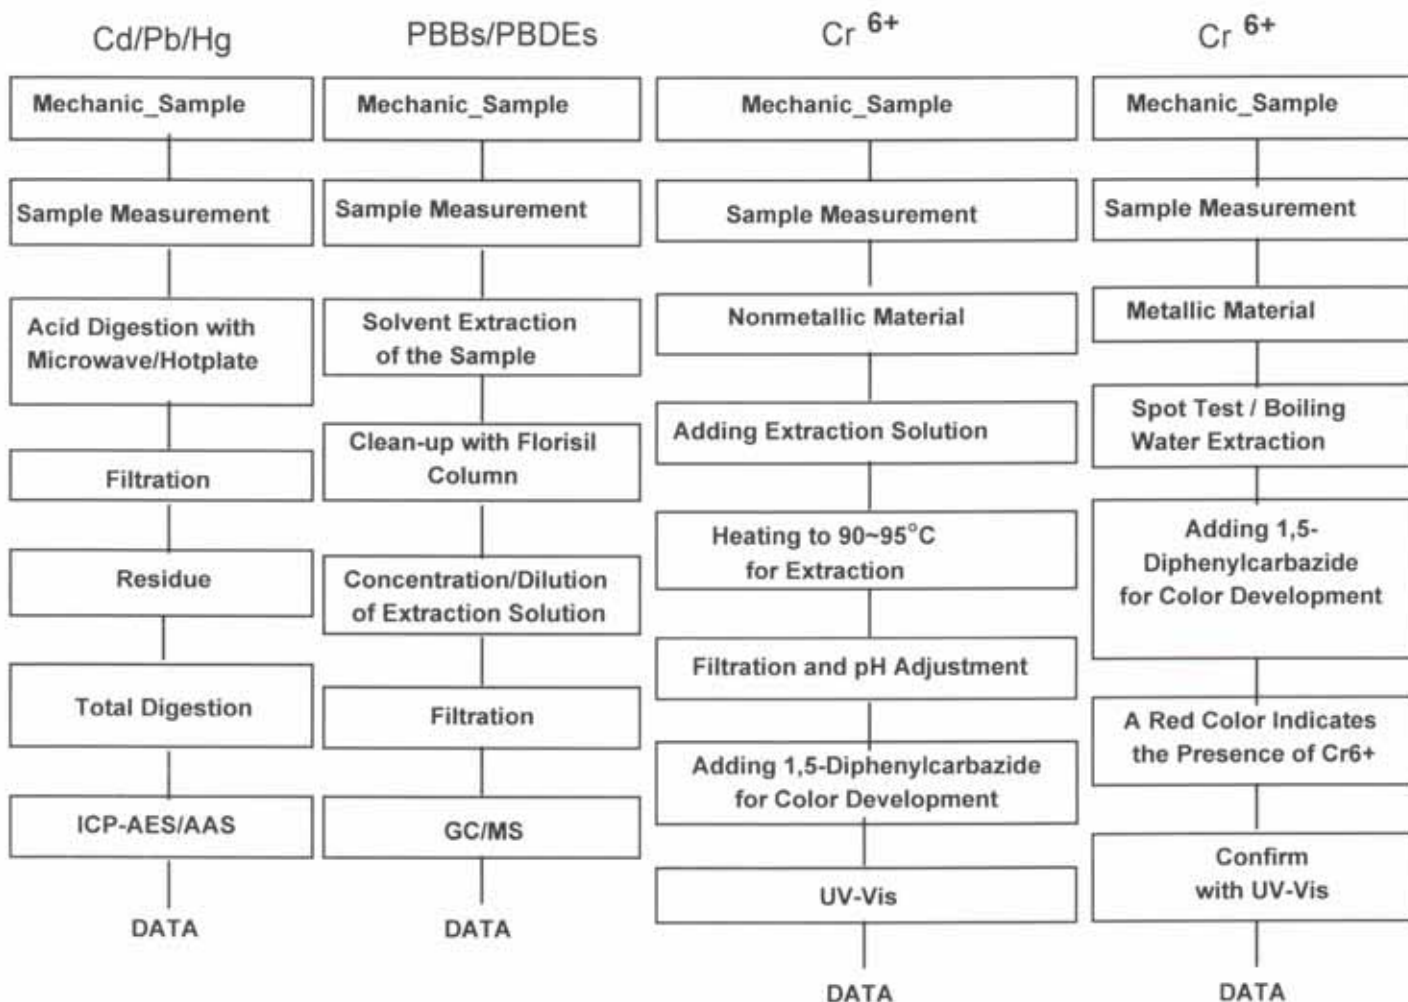 Cd/Pb/Hg
Mechanic_Sample
Sample Measurement
Acid Digestion with
Microwave/Hotplate
Filtration
Residue
Total Digestion
ICP-AES/AAS
DATA
PBBs/PBDEs
Mechanic_Sample
Sample Measurement
Solvent Extraction
of the Sample
Clean-up with Florisil
Column
Concentration/Dilution
of Extraction Solution
Filtration
GC/MS
DATA
Cr 6+
Mechanic_Sample
Sample Measurement
Nonmetallic Material
Adding Extraction Solution
Heating to 90~95°C
for Extraction
Filtration and pH Adjustment
Adding 1,5-Diphenylcarbazide
for Color Development
UV-Vis
DATA
Cr 6+
Mechanic_Sample
Sample Measurement
Metallic Material
Spot Test / Boiling
Water Extraction
Adding 1,5-
Diphenylcarbazide
for Color Development
A Red Color Indicates
the Presence of Cr6+
Confirm
with UV-Vis
DATA